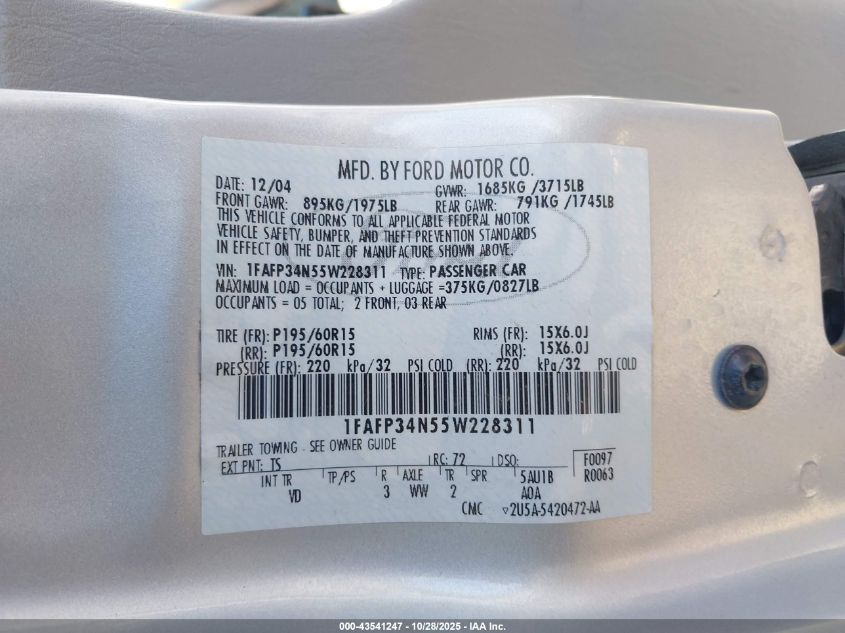 MFD. BY FORD MOTOR CO.
DATE: 12/04 GVWR: 1685KG /3715LB
FRONT GAWR: 895KG/1975LB REAR GAWR: 791KG /1745LB
THIS VEHICLE CONFORMS TO ALL APPLICABLE FEDERAL MOTOR
VEHICLE SAFETY, BUMPER, AND THEFT PREVENTION STANDARDS
IN EFFECT ON THE DATE OF MANUFACTURE SHOWN ABOVE.
VIN: 1FAFP34N55W228311 TYPE: PASSENGER CAR
MAXIMUM LOAD = OCCUPANTS + LUGGAGE =375KG/0827LB
OCCUPANTS = 05 TOTAL; 2 FRONT, 03 REAR
TIRE (FR): P195/60R15 RIMS (FR): 15X6.0J
(RR): P195/60R15 (RR): 15X6.0J
PRESSURE (FR): 220 kPa/32 PSI COLD (RR): 220 kPa/32 PSI COLD
1FAFP34N55W228311
TRAILER TOWING - SEE OWNER GUIDE
EXT PNT: TS RC: 72 DSO: F0097
INT TR TP/PS R AXLE TR SPR 5AU1B R0063
VD 3 WW 2 A0A
CMC ▽2U5A-5420472-AA
000-43541247 - 10/28/2025 - IAA Inc.